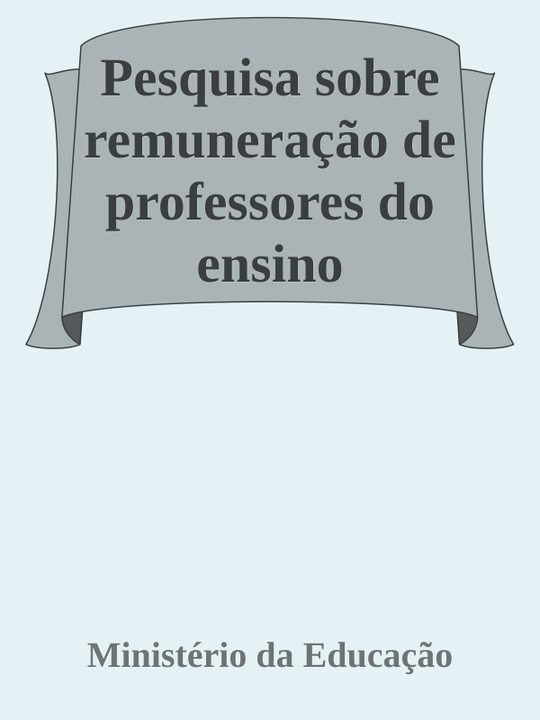 Pesquisa sobre
remuneração de
professores do
ensino
Ministério da Educação